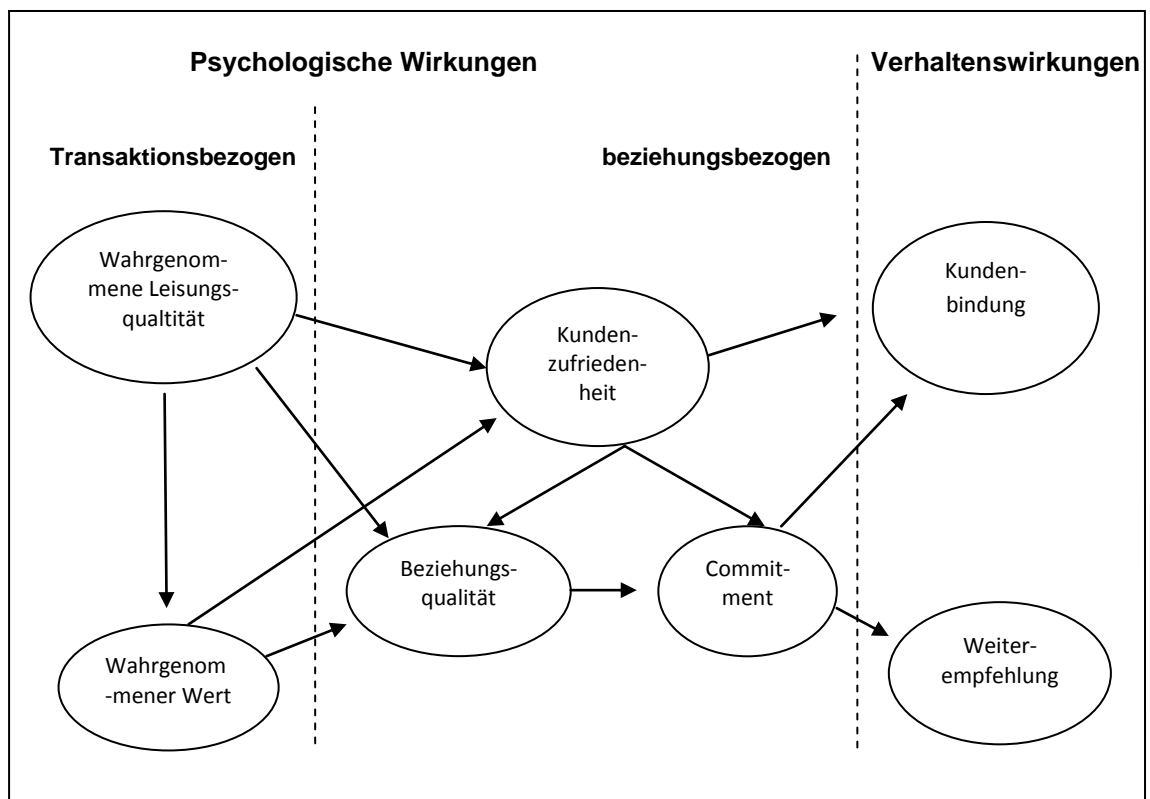 Psychologische Wirkungen
Verhaltenswirkungen
Transaktionsbezogen
beziehungsbezogen
Wahrgenom-
mene Leisungs-
qualtität
Kunden-
zufrieden-
heit
Kunden-
bindung
Beziehungs-
qualität
Commit-
ment
Wahrgenom
-mener Wert
Weiter-
empfehlung